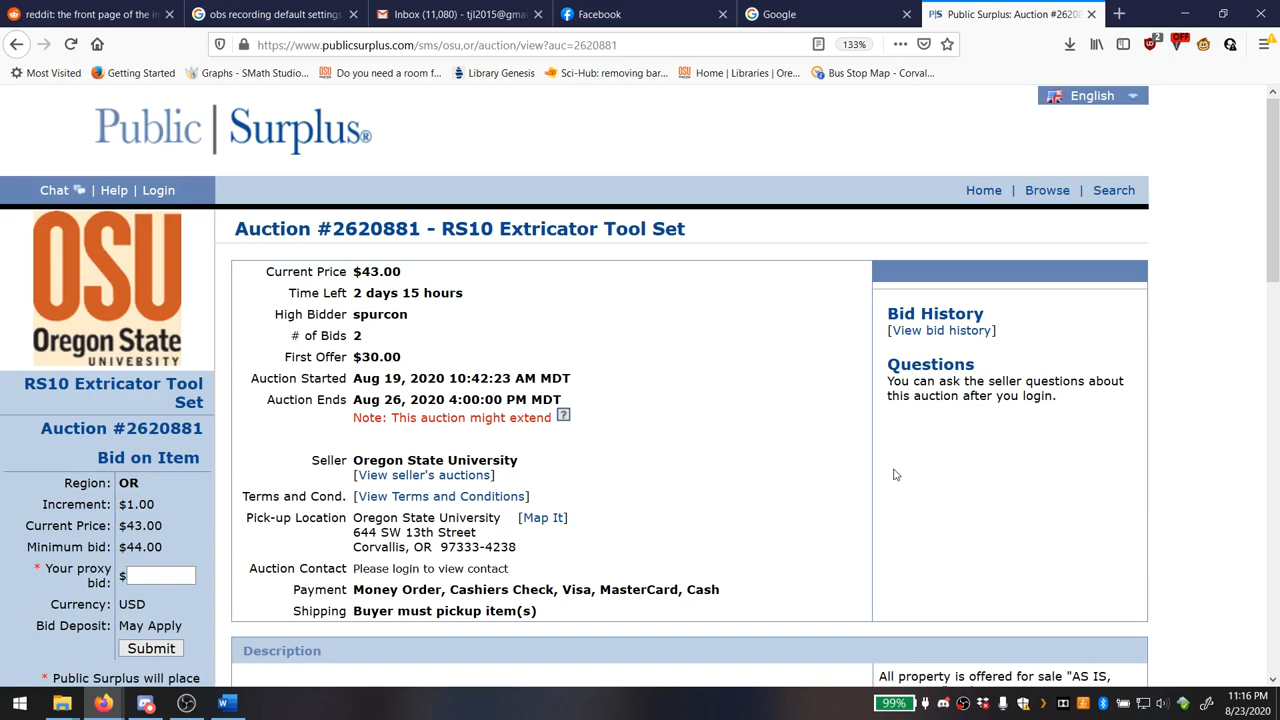 reddit: the front page of the in
obs recording default settings
Inbox (11,080) - tjl2015@gma
Facebook
Google
P|S Public Surplus: Auction #26208
https://www.publicsurplus.com/sms/osu,or/auction/view?auc=2620881
133%
2
OFF
Most Visited
Getting Started
Graphs - SMath Studio...
Do you need a room f...
Library Genesis
Sci-Hub: removing bar...
Home | Libraries | Ore...
Bus Stop Map - Corval...
English
Public | Surplus®
Chat | Help | Login
Home | Browse | Search
OSU
Oregon State
UNIVERSITY
RS10 Extricator Tool
Set
Auction #2620881
Bid on Item
Region: OR
Increment: $1.00
Current Price: $43.00
Minimum bid: $44.00
* Your proxy
bid: $
Currency: USD
Bid Deposit: May Apply
Submit
* Public Surplus will place
Auction #2620881 - RS10 Extricator Tool Set
Current Price $43.00
Time Left 2 days 15 hours
High Bidder spurcon
# of Bids 2
First Offer $30.00
Auction Started Aug 19, 2020 10:42:23 AM MDT
Auction Ends Aug 26, 2020 4:00:00 PM MDT
Note: This auction might extend ?
Seller Oregon State University
[View seller's auctions]
Terms and Cond. [View Terms and Conditions]
Pick-up Location Oregon State University [Map It]
644 SW 13th Street
Corvallis, OR 97333-4238
Auction Contact Please login to view contact
Payment Money Order, Cashiers Check, Visa, MasterCard, Cash
Shipping Buyer must pickup item(s)
Bid History
[View bid history]
Questions
You can ask the seller questions about
this auction after you login.
Description
All property is offered for sale "AS IS,
99%
11:16 PM
8/23/2020